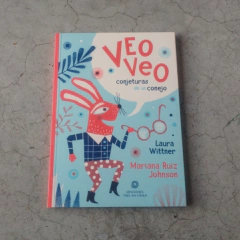 VEO
VEO
conjeturas
de un conejo
Laura
Wittner
Mariana Ruiz
Johnson